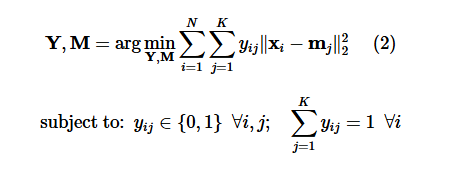 Y, M = arg min_{Y,M} ∑_{i=1}^{N} ∑_{j=1}^{K} y_{ij} ‖x_i − m_j‖_2^2 (2)
subject to: y_{ij} ∈ {0, 1} ∀i, j; ∑_{j=1}^{K} y_{ij} = 1 ∀i